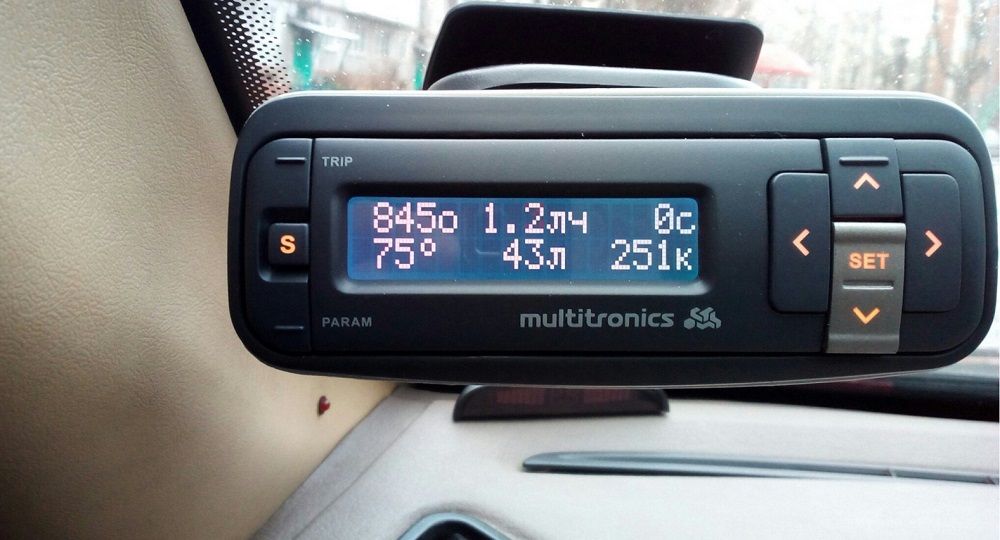 TRIP
845о 1.2лч 0с
S
75° 43л 251к
SET
PARAM
multitronics